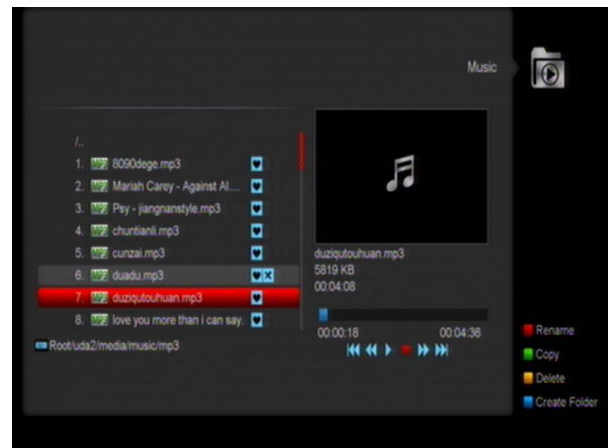 Music
/..
1. MP3 8090dege.mp3
2. MP3 Mariah Carey - Against Al....
3. MP3 Psy - jiangnanstyle.mp3
4. MP3 chuntianli.mp3
5. MP3 cunzai.mp3
6. MP3 duadu.mp3
7. MP3 duziqutouhuan.mp3
8. MP3 love you more than i can say.
Root/uda2/media/music/mp3
duziqutouhuan.mp3
5819 KB
00:04:08
00:00:18 00:04:36
Rename
Copy
Delete
Create Folder